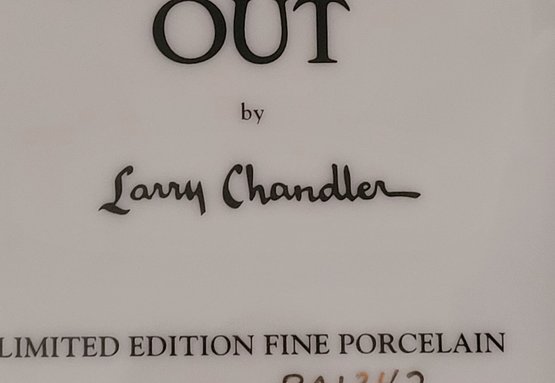 OUT
by
Larry Chandler
LIMITED EDITION FINE PORCELAIN